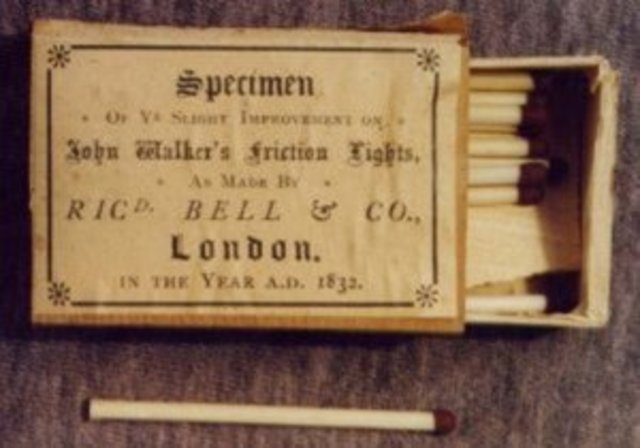 Specimen
Of Ye Slight Improvement on
John Walker's Friction Lights,
As Made By
RICD. BELL & CO.,
London.
in the Year A.D. 1832.